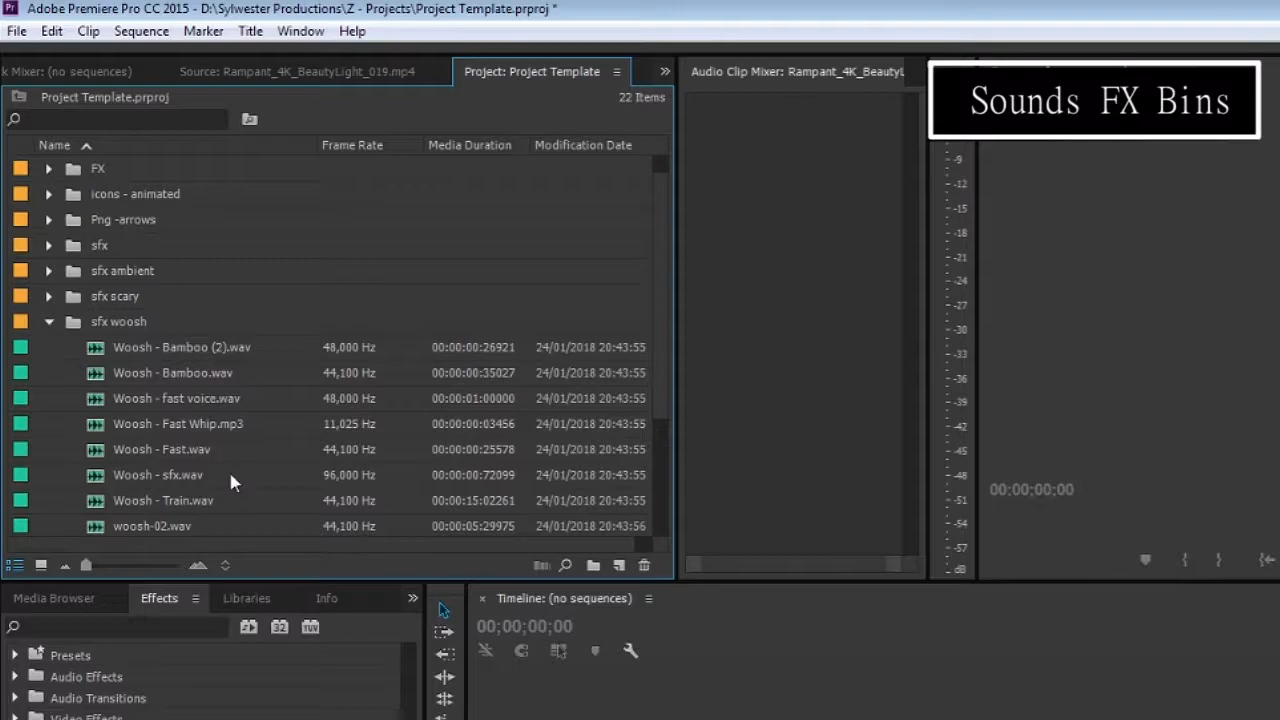 Adobe Premiere Pro CC 2015 - D:\Sylwester Productions\Z - Projects\Project Template.prproj *
File Edit Clip Sequence Marker Title Window Help
k Mixer: (no sequences) Source: Rampant_4K_BeautyLight_019.mp4 Project: Project Template Audio Clip Mixer: Rampant_4K_BeautyL
Sounds FX Bins
Project Template.prproj 22 Items
Name Frame Rate Media Duration Modification Date
FX
icons - animated
Png -arrows
sfx
sfx ambient
sfx scary
sfx woosh
Woosh - Bamboo (2).wav 48,000 Hz 00:00:00:26921 24/01/2018 20:43:55
Woosh - Bamboo.wav 44,100 Hz 00:00:00:35027 24/01/2018 20:43:55
Woosh - fast voice.wav 48,000 Hz 00:00:01:00000 24/01/2018 20:43:55
Woosh - Fast Whip.mp3 11,025 Hz 00:00:00:03456 24/01/2018 20:43:55
Woosh - Fast.wav 44,100 Hz 00:00:00:25578 24/01/2018 20:43:55
Woosh - sfx.wav 96,000 Hz 00:00:00:72099 24/01/2018 20:43:55
Woosh - Train.wav 44,100 Hz 00:00:15:02261 24/01/2018 20:43:55
woosh-02.wav 44,100 Hz 00:00:05:29975 24/01/2018 20:43:56
-9
-12
-15
-18
-21
-24
-27
-30
-33
-36
-39
-42
-45
-48
-51
-54
-57
dB
00:00:00:00
Media Browser Effects Libraries Info
Timeline: (no sequences)
00;00;00;00
32 YUV
Presets
Audio Effects
Audio Transitions
Video Effects